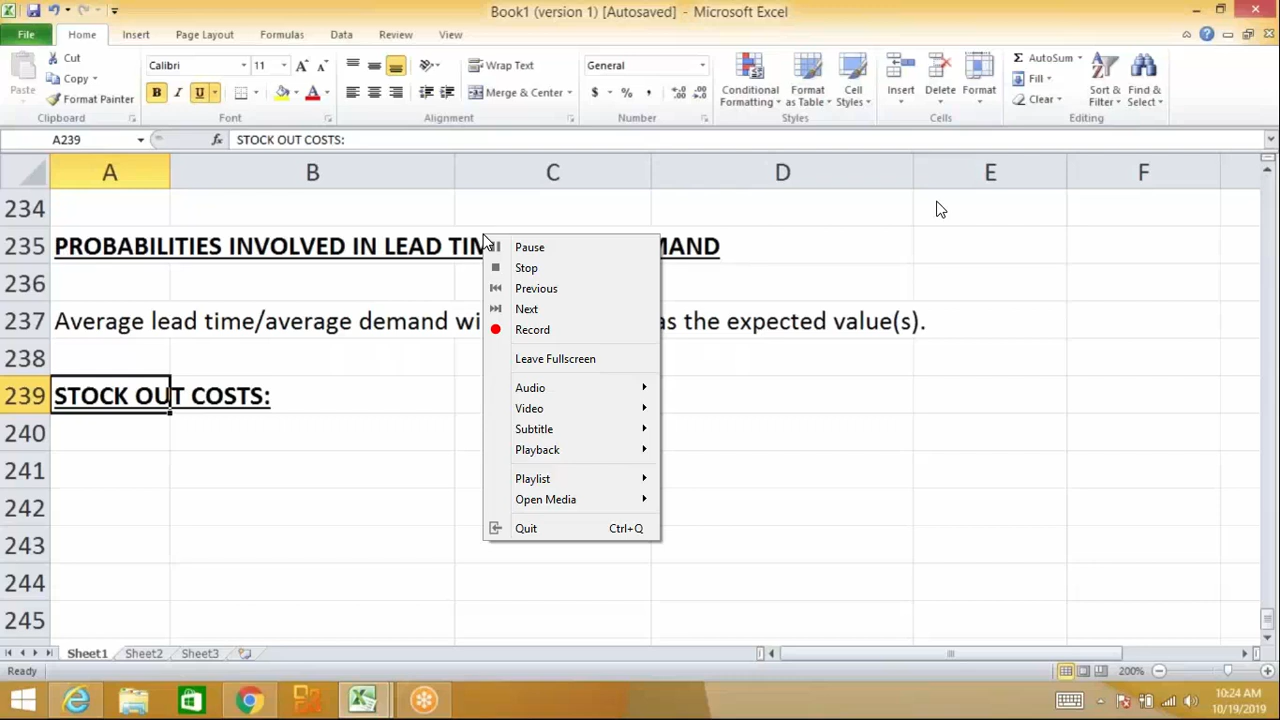 Book1 (version 1) [Autosaved] - Microsoft Excel
File Home Insert Page Layout Formulas Data Review View
Paste
Cut
Copy
Format Painter
Clipboard
Calibri 11
B I U
Font
Wrap Text
Merge & Center
Alignment
General
$ % ,
Number
Conditional Formatting
Format as Table
Cell Styles
Styles
Insert Delete Format
Cells
AutoSum
Fill
Clear
Sort & Filter
Find & Select
Editing
A239 fx STOCK OUT COSTS:
A B C D E F
234
235 PROBABILITIES INVOLVED IN LEAD
236
237 Average lead time/average demand as the expected value(s).
238
239 STOCK OUT COSTS:
240
241
242
243
244
245
Pause
Stop
Previous
Next
Record
Leave Fullscreen
Audio
Video
Subtitle
Playback
Playlist
Open Media
Quit Ctrl+Q
Sheet1 Sheet2 Sheet3
Ready 200%
10:24 AM
10/19/2019